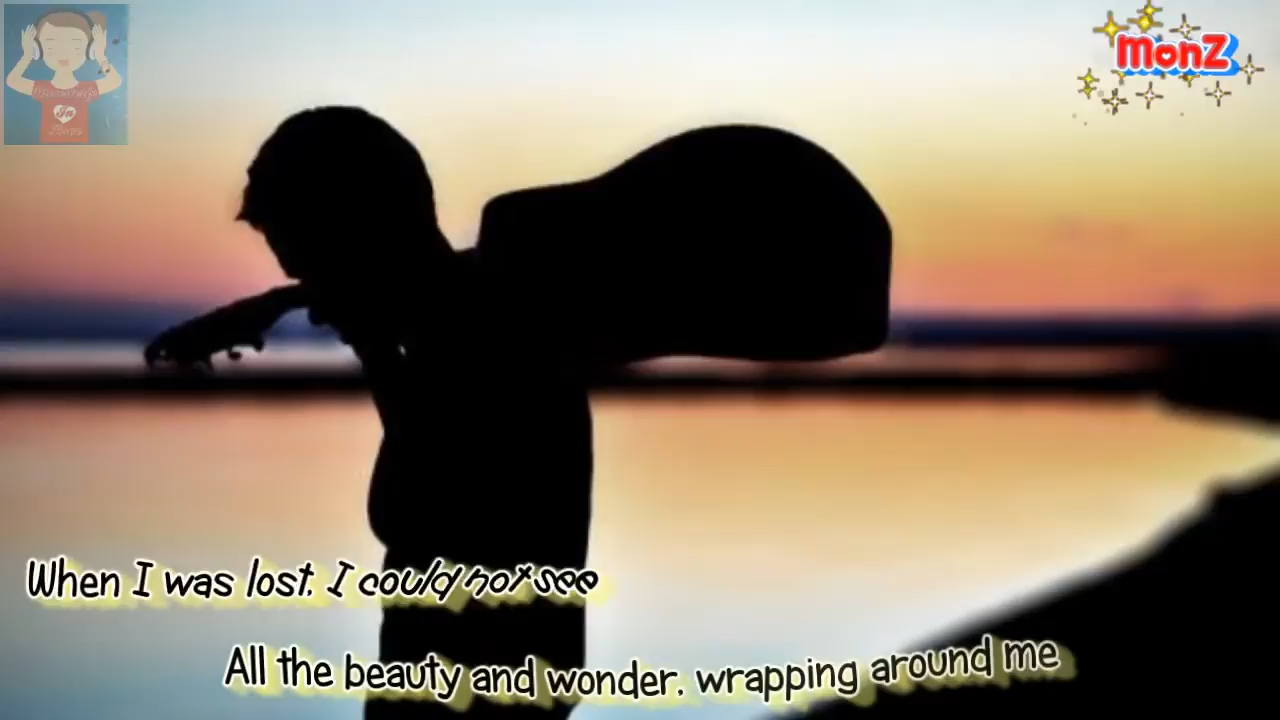 MonZ
When I was lost. I could not see
All the beauty and wonder. wrapping around me